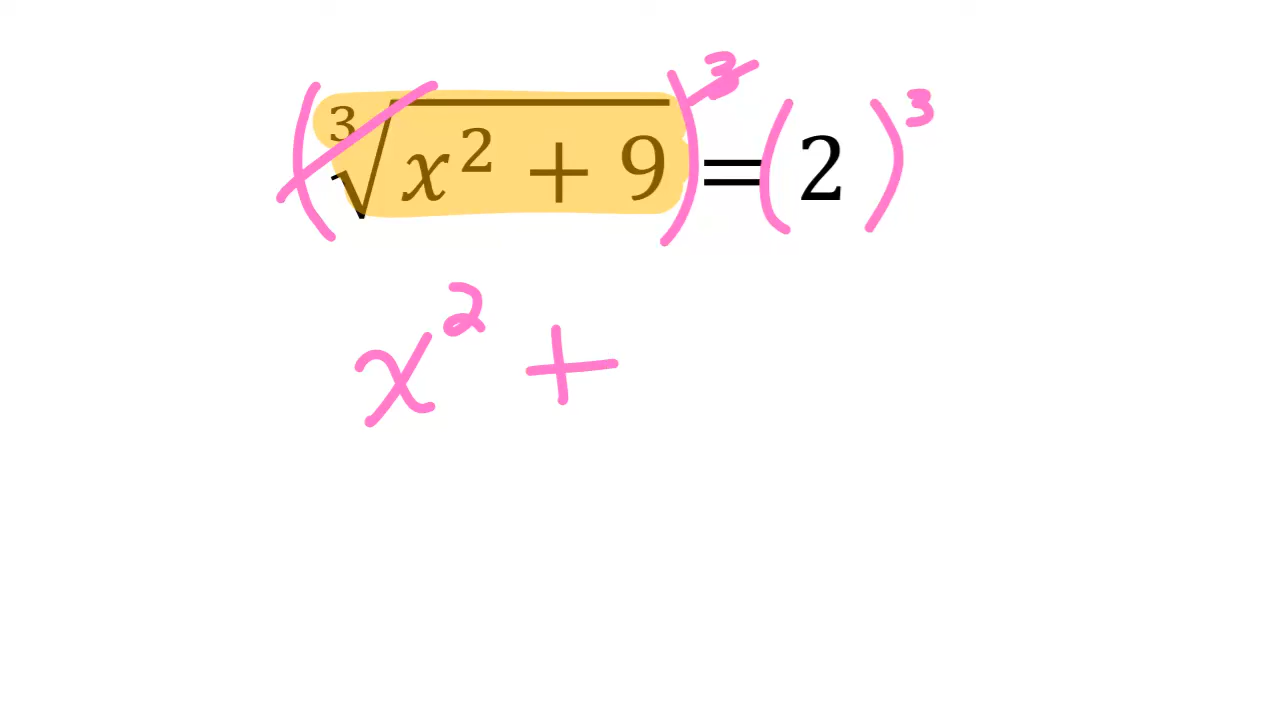 (∛(x² + 9))³ = (2)³
x² +